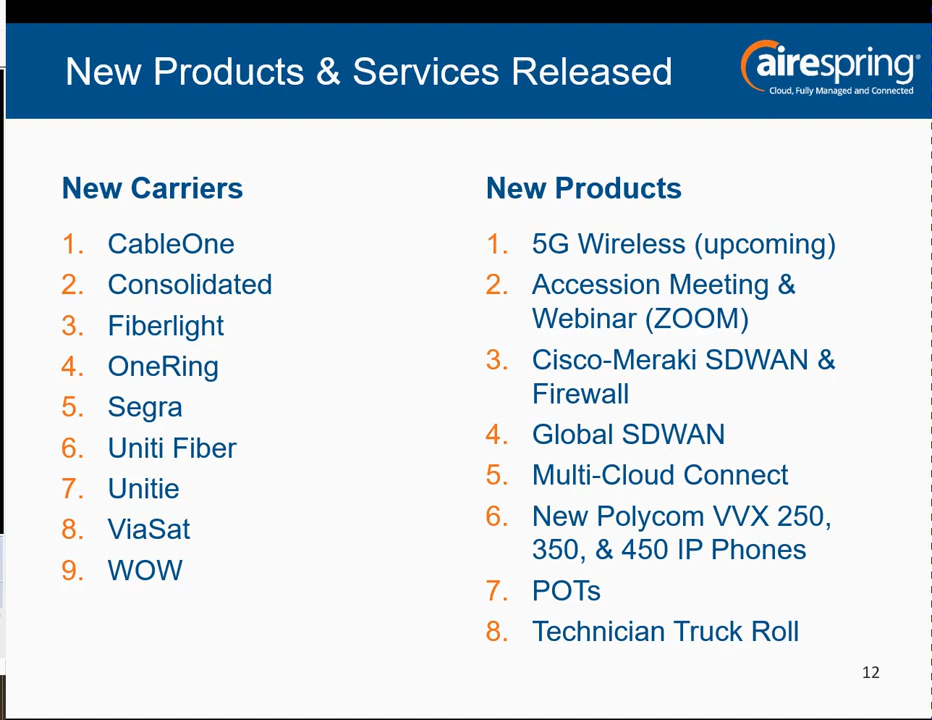 New Products & Services Released
airespring®
Cloud, Fully Managed and Connected
New Carriers
1. CableOne
2. Consolidated
3. Fiberlight
4. OneRing
5. Segra
6. Uniti Fiber
7. Unitie
8. ViaSat
9. WOW
New Products
1. 5G Wireless (upcoming)
2. Accession Meeting &
Webinar (ZOOM)
3. Cisco-Meraki SDWAN &
Firewall
4. Global SDWAN
5. Multi-Cloud Connect
6. New Polycom VVX 250,
350, & 450 IP Phones
7. POTs
8. Technician Truck Roll
12